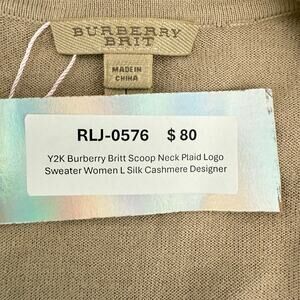 BURBERRY
BRIT
MADE IN
CHINA
RLJ-0576 $ 80
Y2K Burberry Britt Scoop Neck Plaid Logo
Sweater Women L Silk Cashmere Designer